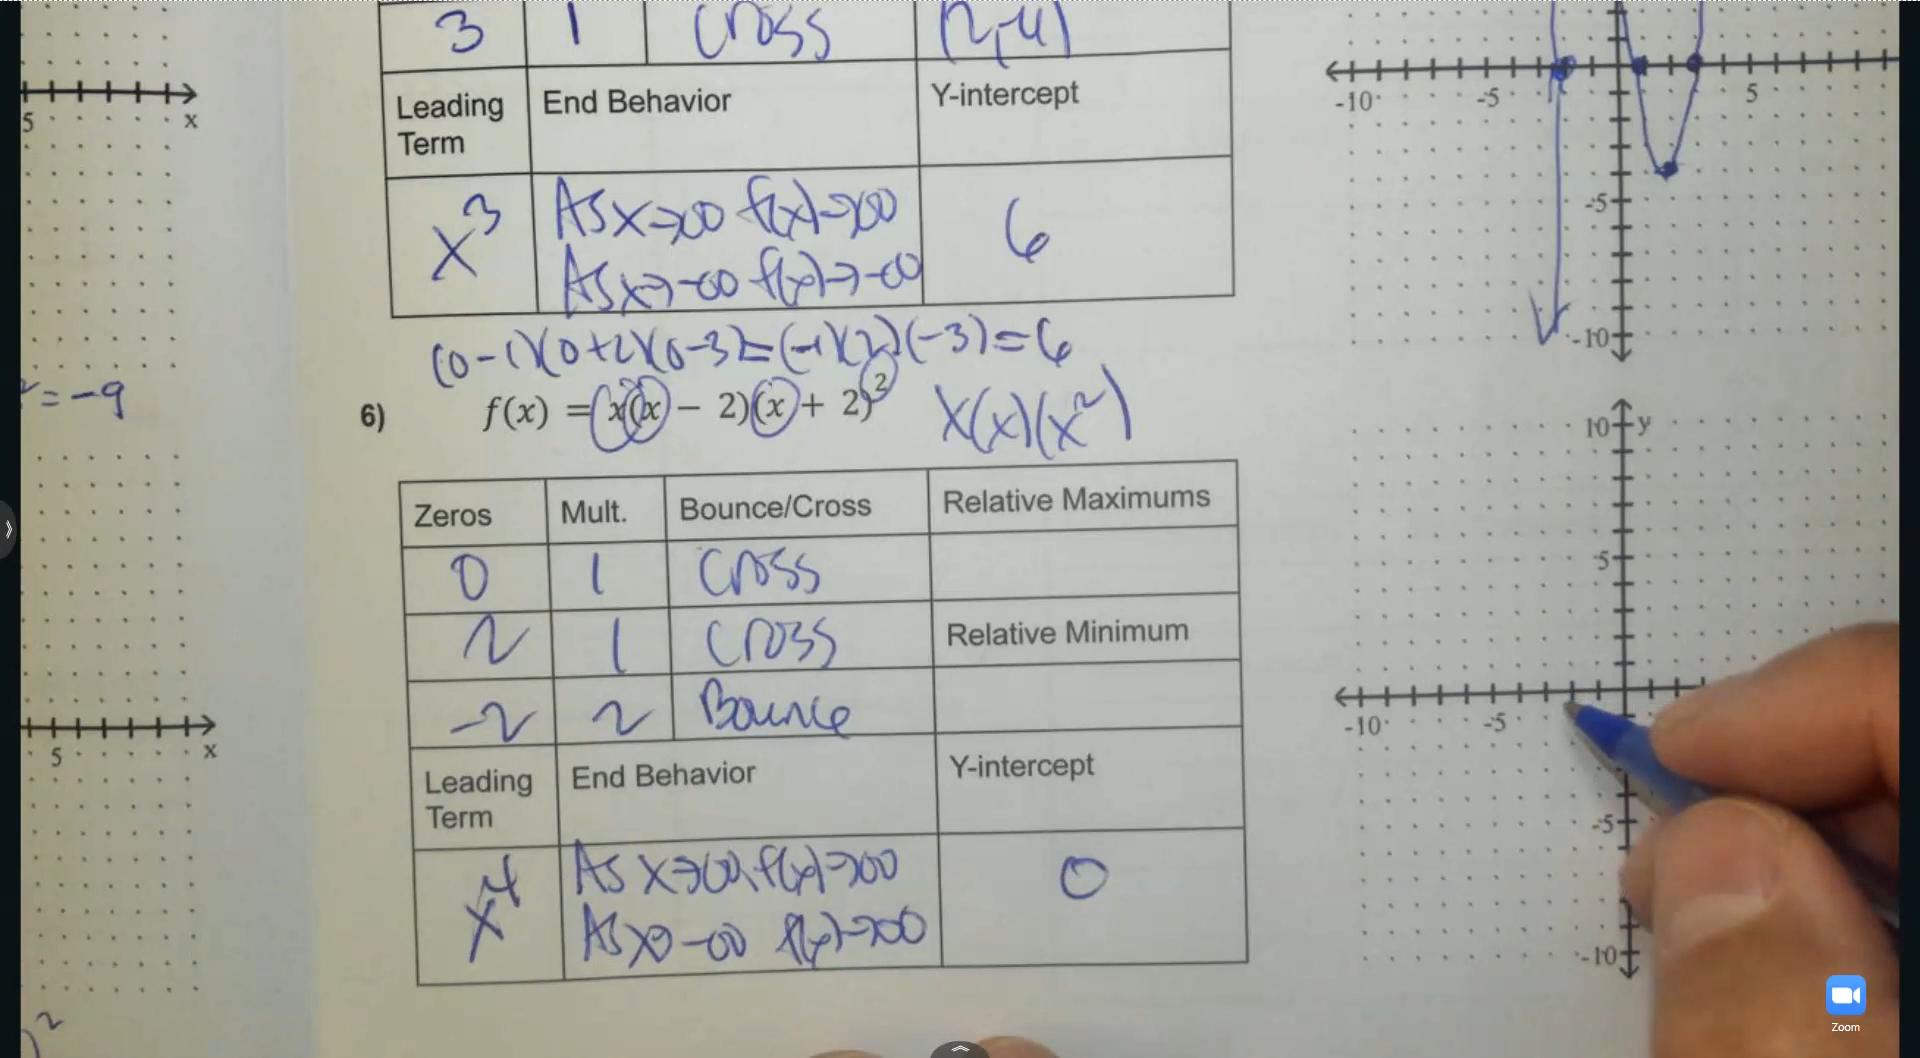 3 1 Cross (2,-4)
Leading Term End Behavior Y-intercept
x³ As x→∞ f(x)→∞ 6
As x→-∞ f(x)→-∞
(0-1)(0+2)(0-3)=(-1)(2)(-3)=6
6) f(x) = x(x − 2)(x + 2)² x(x)(x²)
Zeros Mult. Bounce/Cross Relative Maximums
0 1 Cross
2 1 Cross Relative Minimum
-2 2 Bounce
Leading Term End Behavior Y-intercept
x⁴ As x→∞, f(x)→∞ 0
As x→-∞ f(x)→∞
-10 -5 5
-5
-10
10 y
5
-10 -5
-5
-10
5 x
= -9
5 x
)²
Zoom